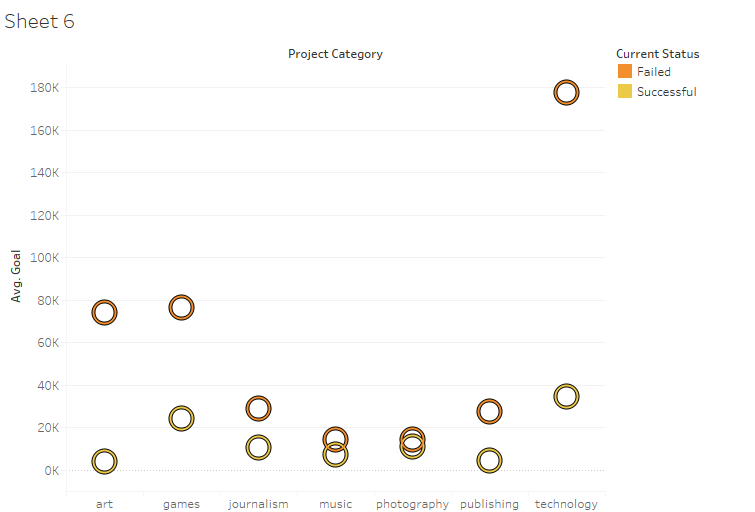 Sheet 6
Project Category
Current Status
Failed
Successful
Avg. Goal
180K
160K
140K
120K
100K
80K
60K
40K
20K
0K
art games journalism music photography publishing technology